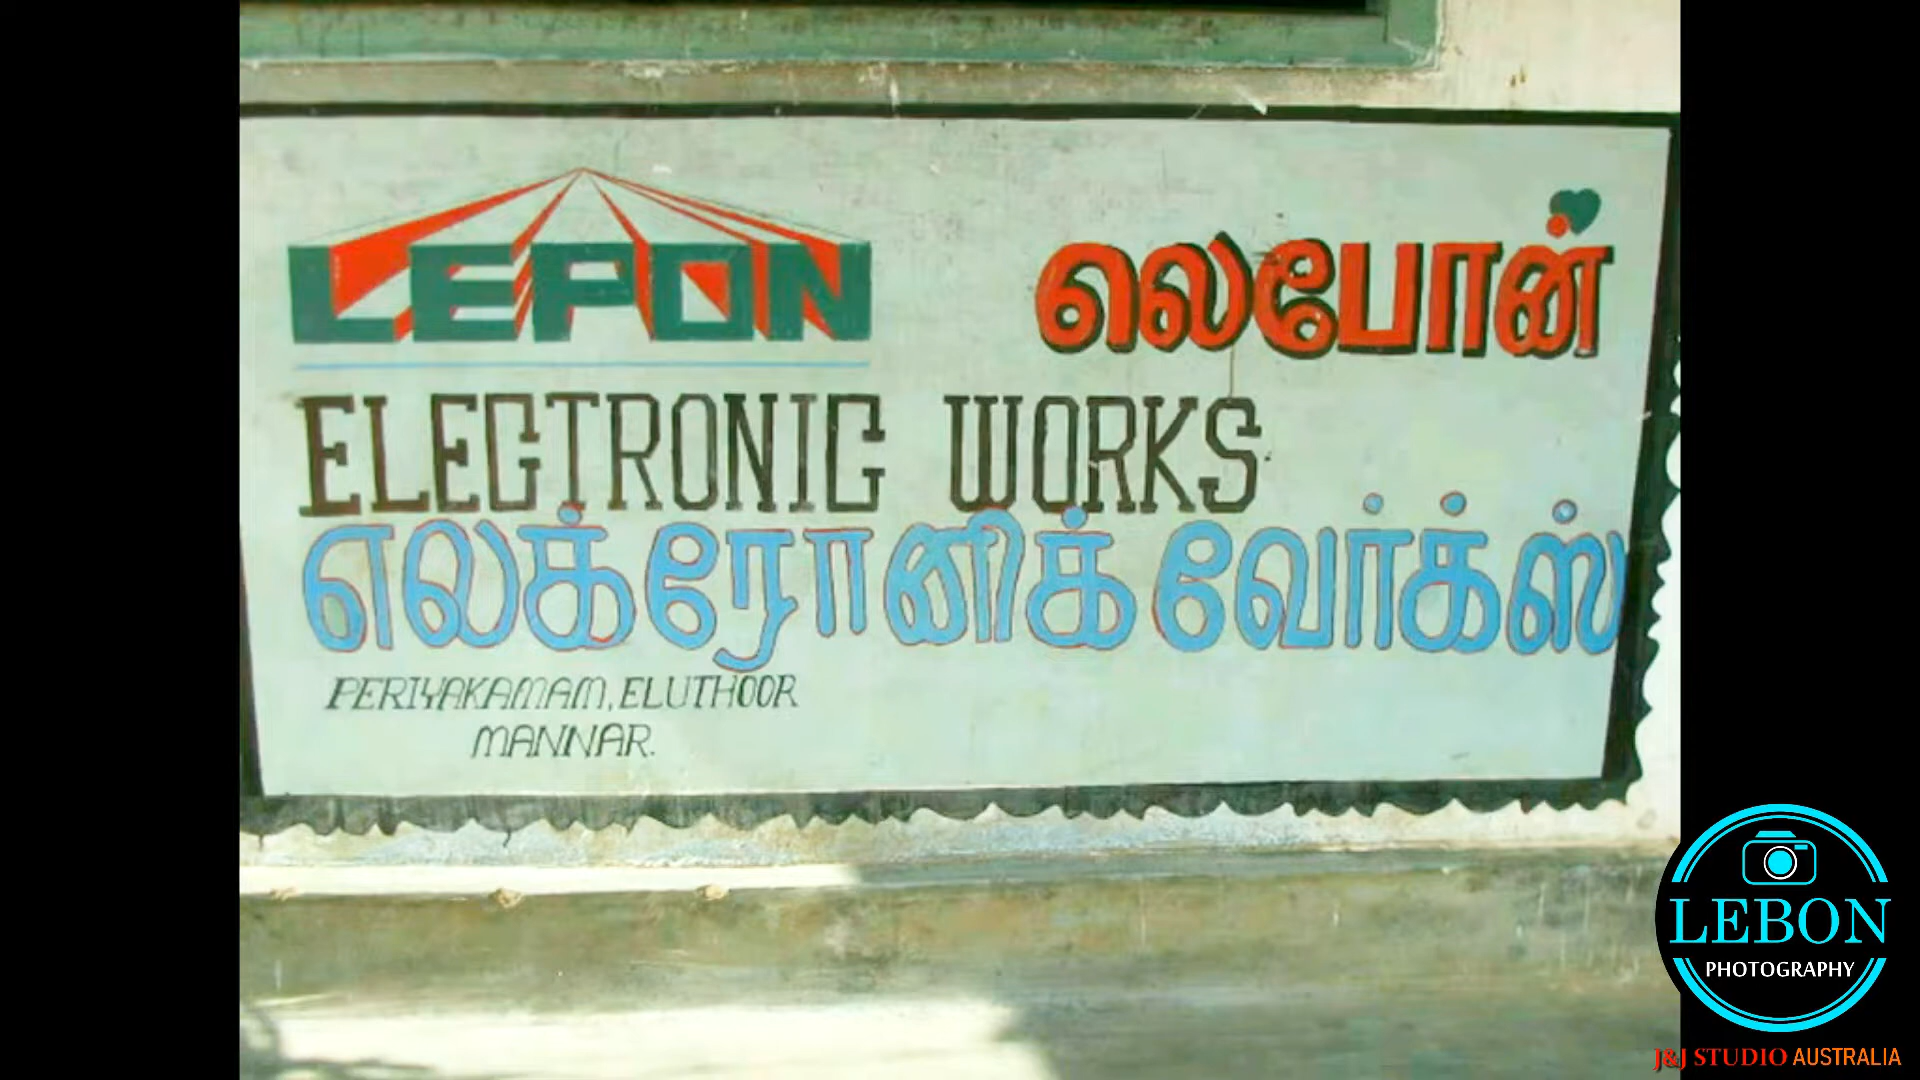 LEPON
லெபோன்
ELECTRONIC WORKS
எலக்ரோனிக் வேர்க்ஸ்
PERIYAKAMAM, ELUTHOOR
MANNAR.
LEBON
PHOTOGRAPHY
J&J STUDIO AUSTRALIA